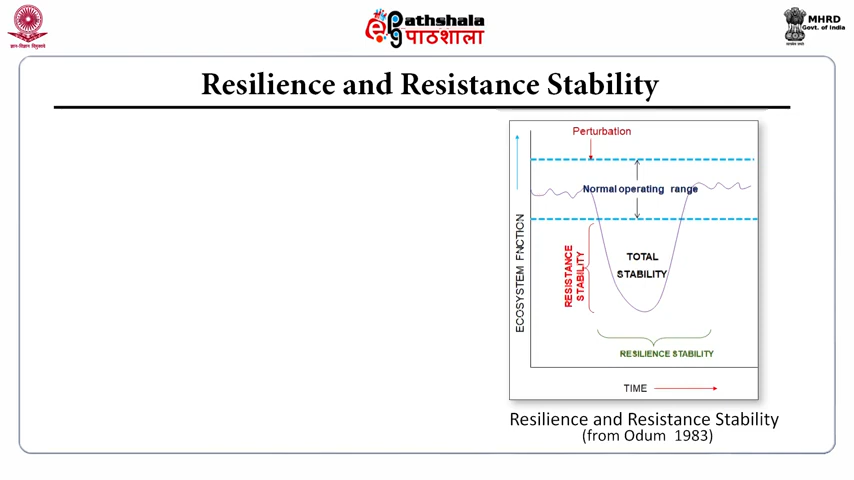 ePathshala
पाठशाला
MHRD
Govt. of India
Resilience and Resistance Stability
Perturbation
Normal operating range
ECOSYSTEM FNCTION
RESISTANCE
STABILITY
TOTAL
STABILITY
RESILIENCE STABILITY
TIME
Resilience and Resistance Stability
(from Odum 1983)